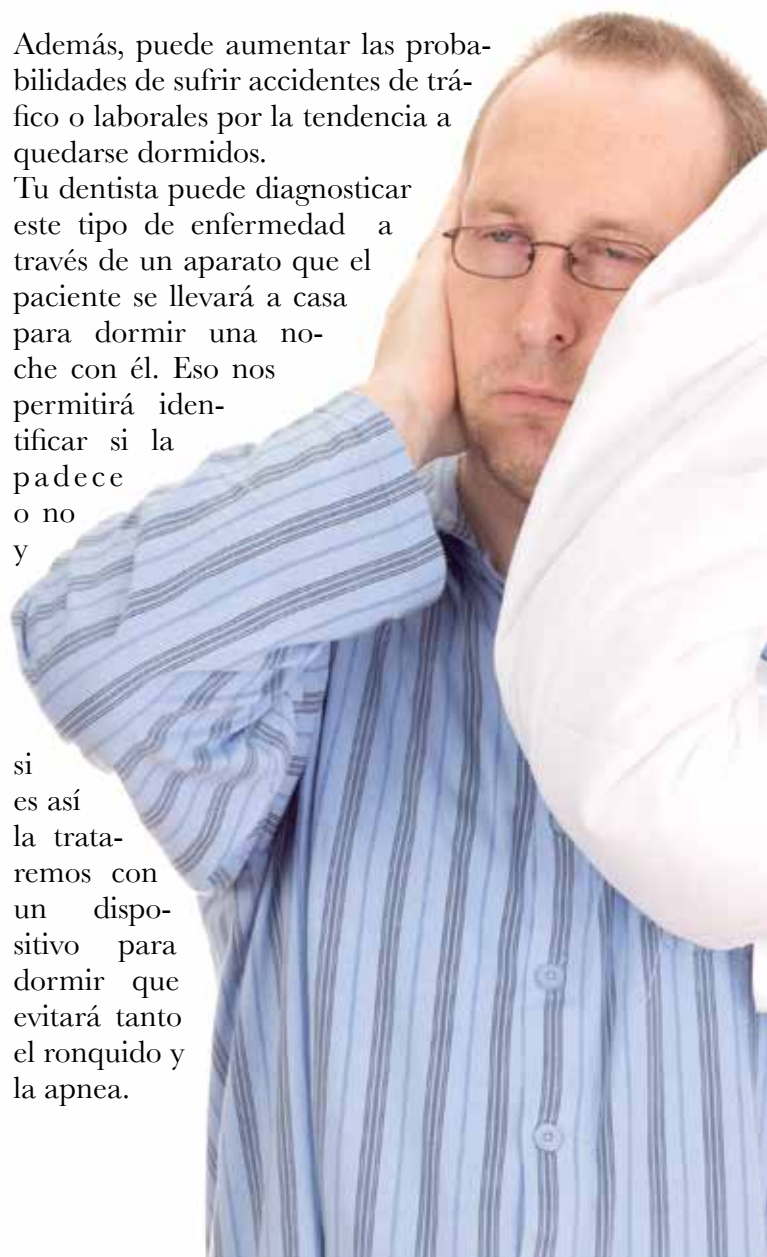 Además, puede aumentar las proba-
bilidades de sufrir accidentes de trá-
fico o laborales por la tendencia a
quedarse dormidos.
Tu dentista puede diagnosticar
este tipo de enfermedad a
través de un aparato que el
paciente se llevará a casa
para dormir una no-
che con él. Eso nos
permitirá iden-
tificar si la
padece
o no
y
si
es así
la trata-
remos con
un dispo-
sitivo para
dormir que
evitará tanto
el ronquido y
la apnea.